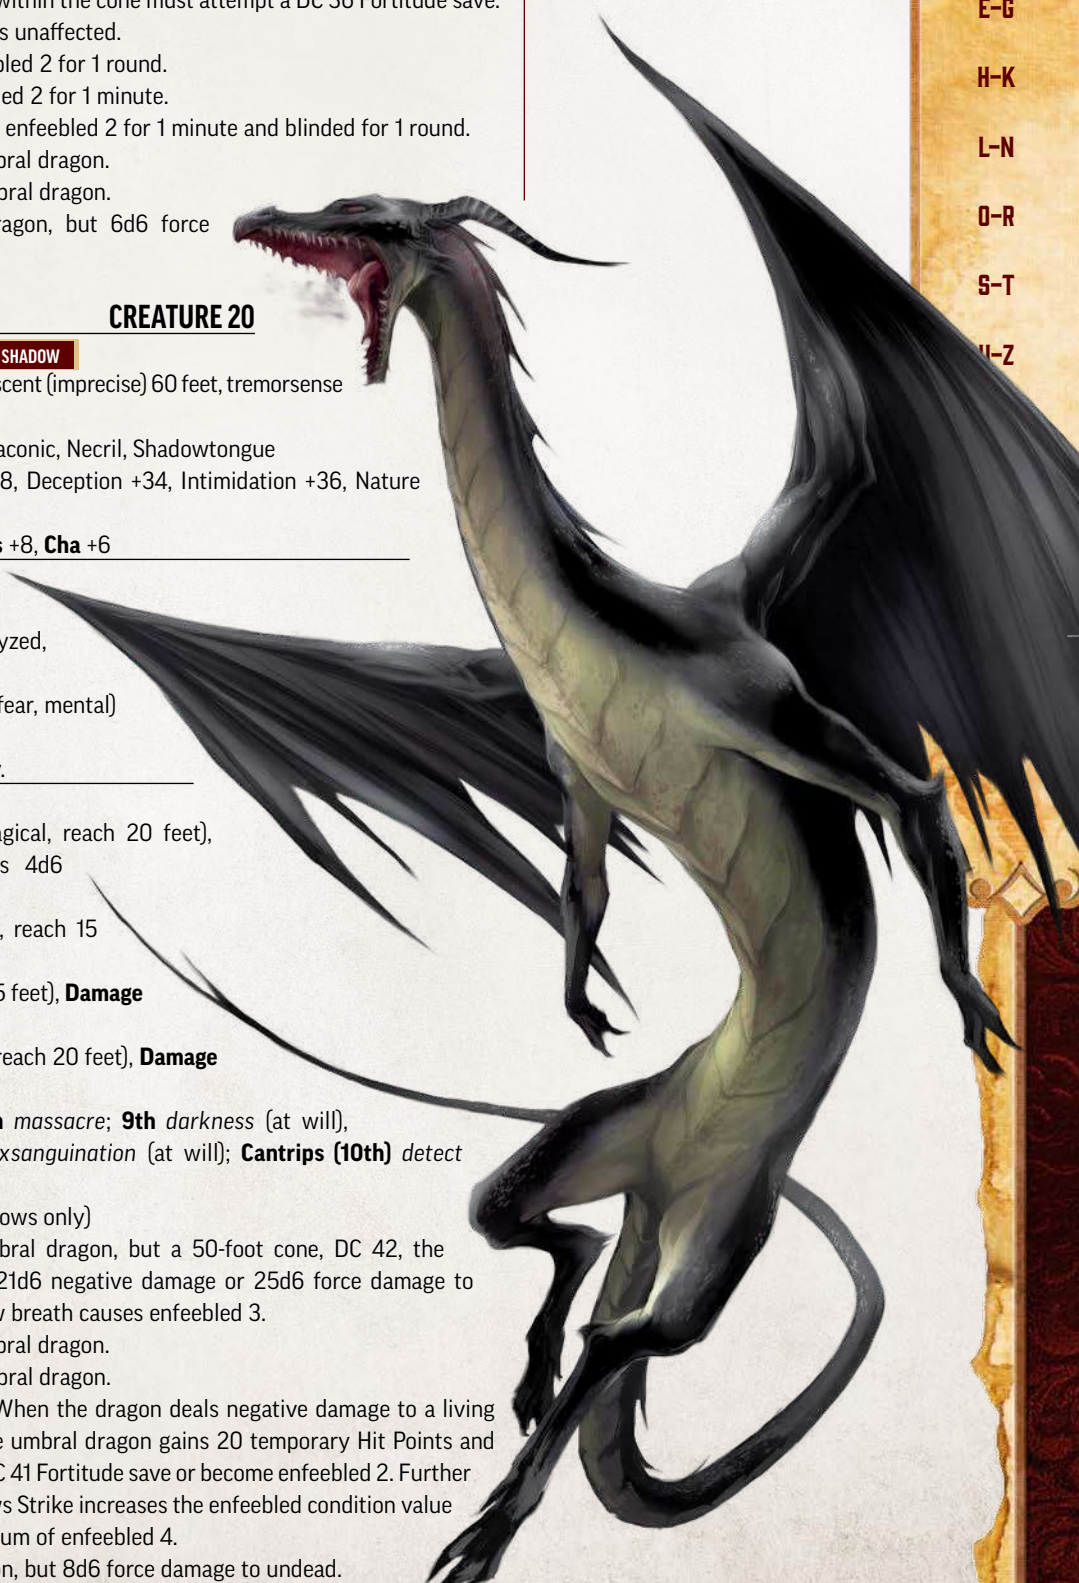 within the cone must attempt a DC 36 Fortitude save.
s unaffected.
bled 2 for 1 round.
ed 2 for 1 minute.
enfeebled 2 for 1 minute and blinded for 1 round.
bral dragon.
bral dragon.
ragon, but 6d6 force
CREATURE 20
SHADOW
scent (imprecise) 60 feet, tremorsense
aconic, Necril, Shadowtongue
8, Deception +34, Intimidation +36, Nature
s +8, Cha +6
yzed,
fear, mental)
agical, reach 20 feet),
s 4d6
, reach 15
5 feet), Damage
reach 20 feet), Damage
massacre; 9th darkness (at will),
xsanguination (at will); Cantrips (10th) detect
ows only)
bral dragon, but a 50-foot cone, DC 42, the
21d6 negative damage or 25d6 force damage to
w breath causes enfeebled 3.
bral dragon.
bral dragon.
When the dragon deals negative damage to a living
e umbral dragon gains 20 temporary Hit Points and
C 41 Fortitude save or become enfeebled 2. Further
ws Strike increases the enfeebled condition value
um of enfeebled 4.
on, but 8d6 force damage to undead.
E–G
H–K
L–N
O–R
S–T
U–Z